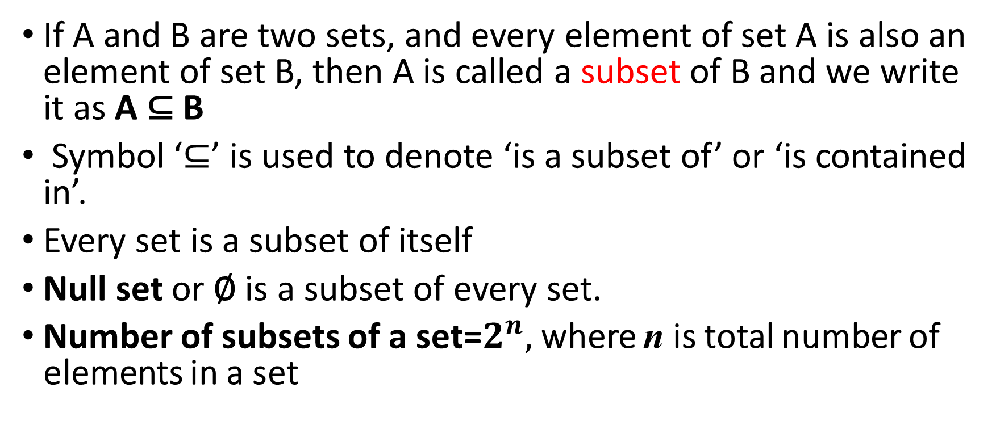 • If A and B are two sets, and every element of set A is also an
element of set B, then A is called a subset of B and we write
it as A ⊆ B
• Symbol ‘⊆’ is used to denote ‘is a subset of’ or ‘is contained
in’.
• Every set is a subset of itself
• Null set or ∅ is a subset of every set.
• Number of subsets of a set=2ⁿ, where n is total number of
elements in a set